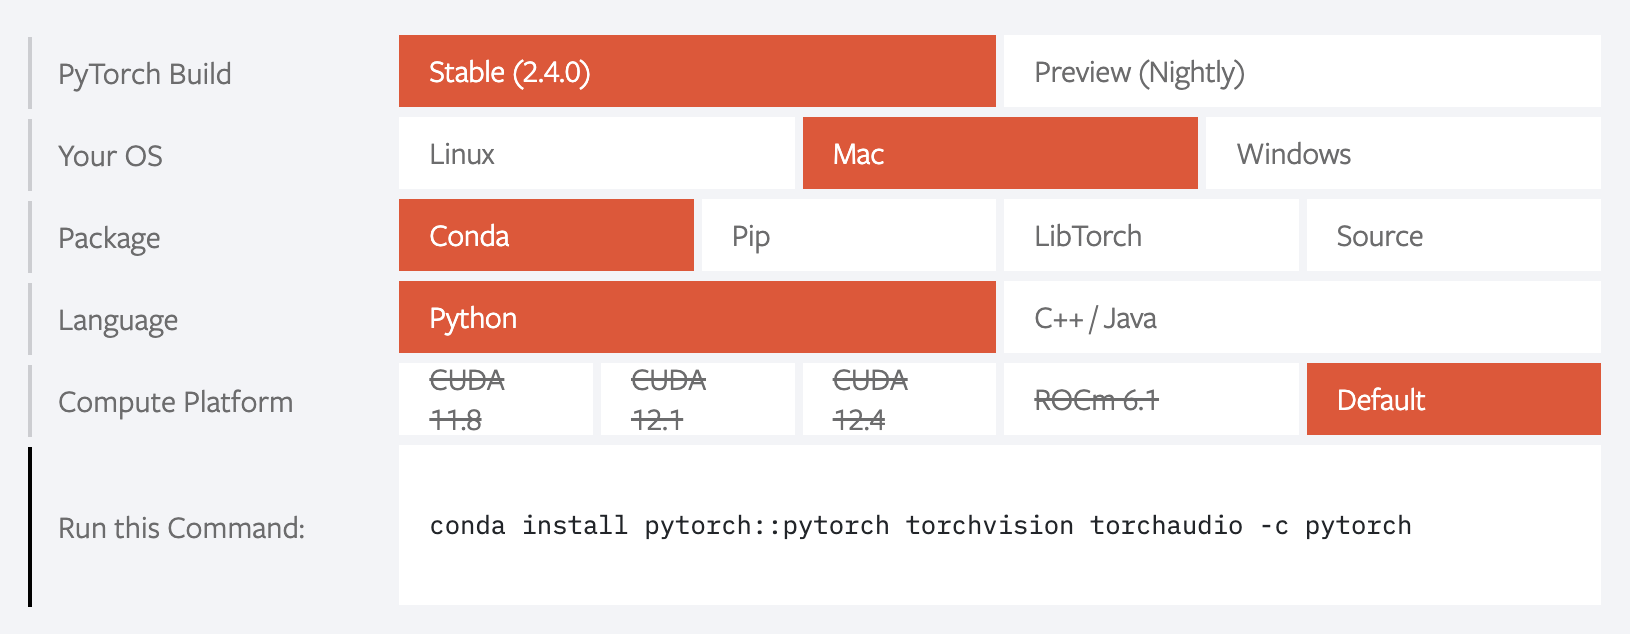 PyTorch Build
Stable (2.4.0)
Preview (Nightly)
Your OS
Linux
Mac
Windows
Package
Conda
Pip
LibTorch
Source
Language
Python
C++ / Java
Compute Platform
CUDA
11.8
CUDA
12.1
CUDA
12.4
ROCm 6.1
Default
Run this Command:
conda install pytorch::pytorch torchvision torchaudio -c pytorch